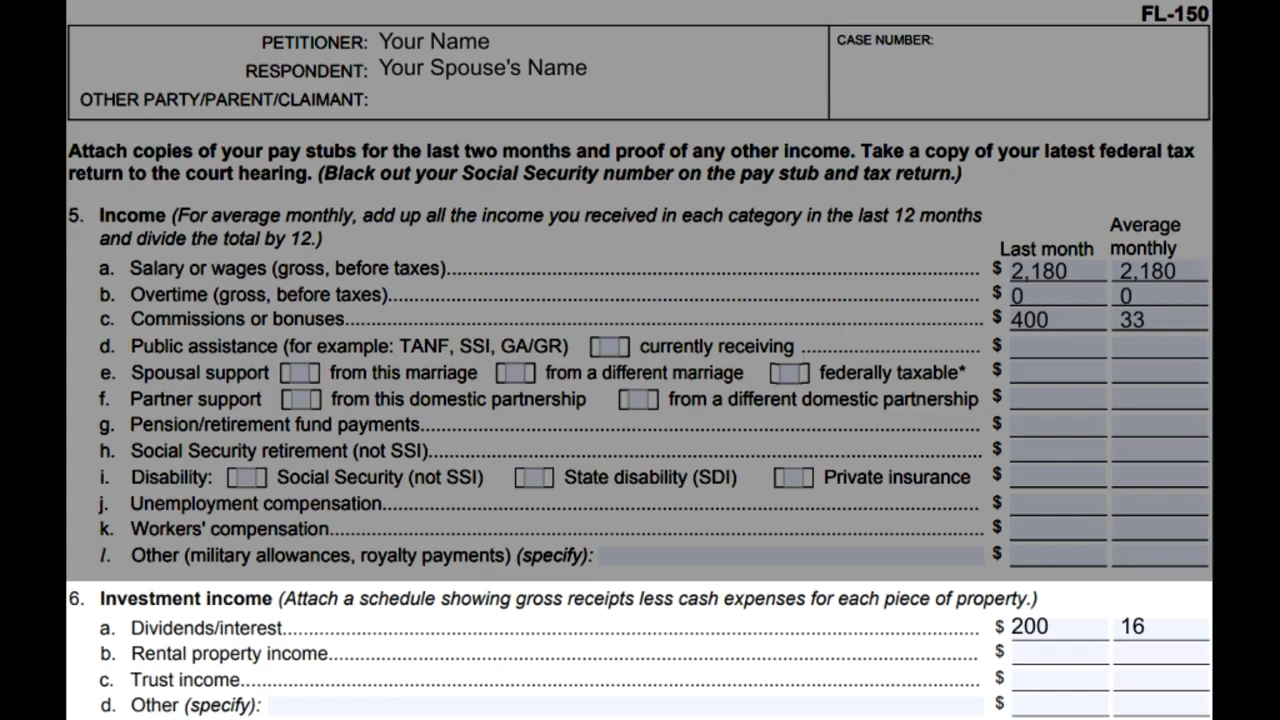 FL-150
PETITIONER: Your Name
CASE NUMBER:
RESPONDENT: Your Spouse's Name
OTHER PARTY/PARENT/CLAIMANT:
Attach copies of your pay stubs for the last two months and proof of any other income. Take a copy of your latest federal tax
return to the court hearing. (Black out your Social Security number on the pay stub and tax return.)
5. Income (For average monthly, add up all the income you received in each category in the last 12 months
and divide the total by 12.)
Last month Average monthly
a. Salary or wages (gross, before taxes)........ $ 2,180 2,180
b. Overtime (gross, before taxes)........ $ 0 0
c. Commissions or bonuses........ $ 400 33
d. Public assistance (for example: TANF, SSI, GA/GR) currently receiving ........ $
e. Spousal support from this marriage from a different marriage federally taxable* $
f. Partner support from this domestic partnership from a different domestic partnership $
g. Pension/retirement fund payments........ $
h. Social Security retirement (not SSI)........ $
i. Disability: Social Security (not SSI) State disability (SDI) Private insurance $
j. Unemployment compensation........ $
k. Workers' compensation........ $
l. Other (military allowances, royalty payments) (specify): $
6. Investment income (Attach a schedule showing gross receipts less cash expenses for each piece of property.)
a. Dividends/interest........ $ 200 16
b. Rental property income........ $
c. Trust income........ $
d. Other (specify): $